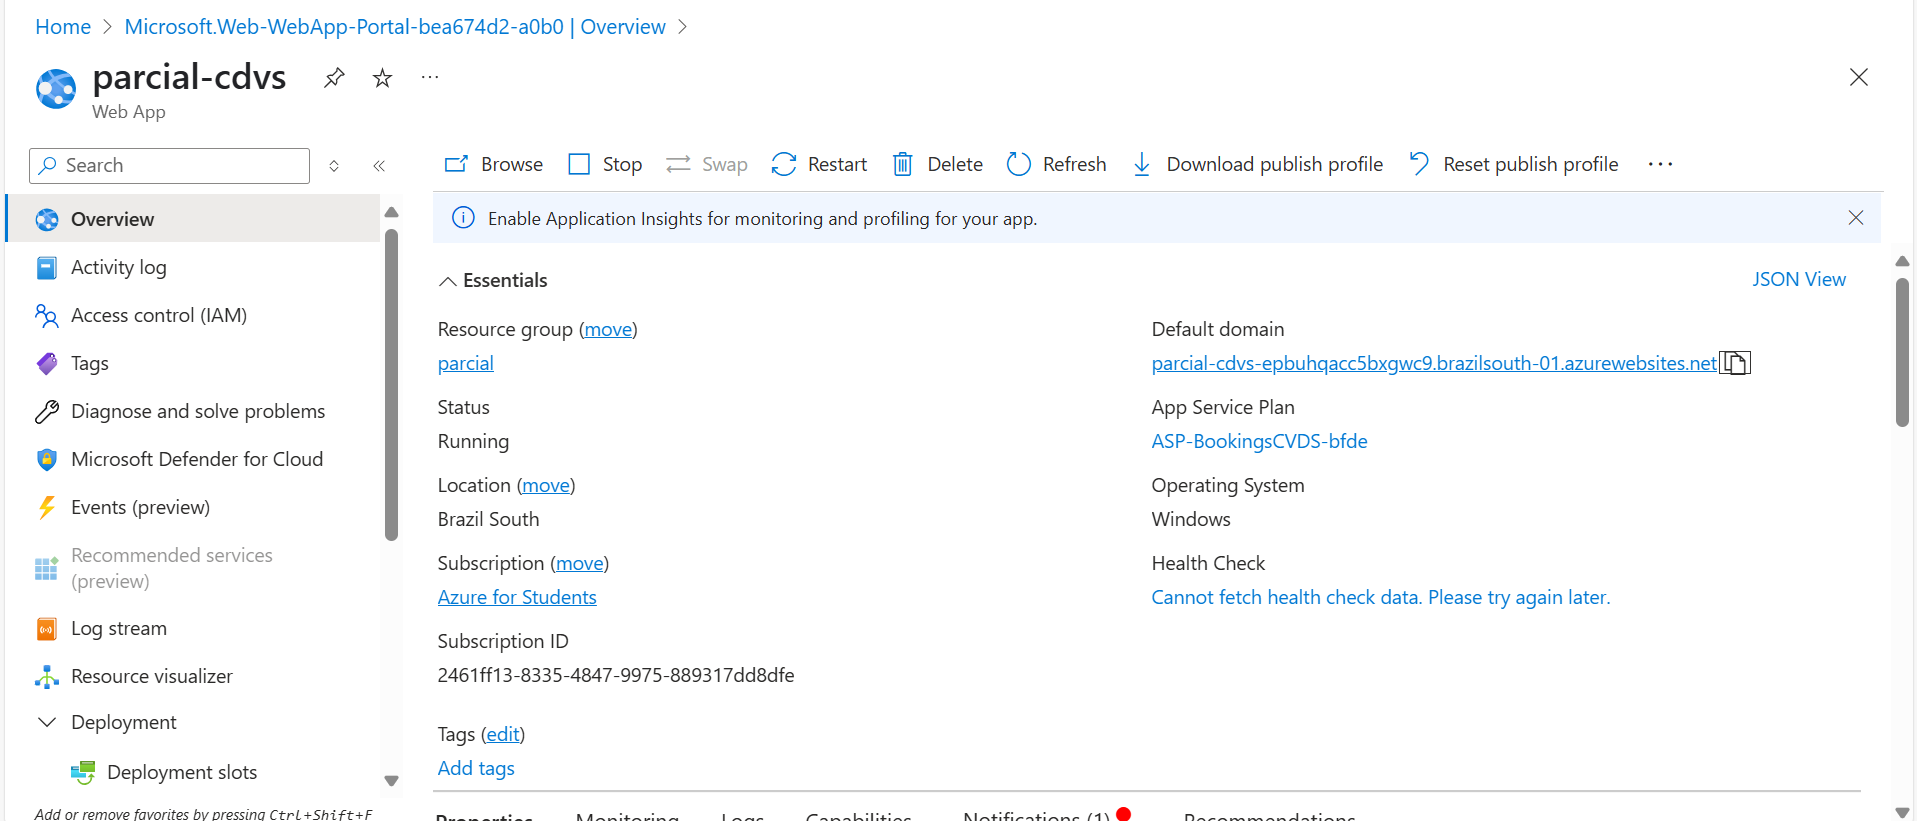 Home > Microsoft.Web-WebApp-Portal-bea674d2-a0b0 | Overview >
parcial-cdvs
Web App
Search
Browse Stop Swap Restart Delete Refresh Download publish profile Reset publish profile
Overview
Activity log
Access control (IAM)
Tags
Diagnose and solve problems
Microsoft Defender for Cloud
Events (preview)
Recommended services
(preview)
Log stream
Resource visualizer
Deployment
Deployment slots
Add or remove favorites by pressing Ctrl+Shift+F
Enable Application Insights for monitoring and profiling for your app.
Essentials
JSON View
Resource group (move)
parcial
Status
Running
Location (move)
Brazil South
Subscription (move)
Azure for Students
Subscription ID
2461ff13-8335-4847-9975-889317dd8dfe
Default domain
parcial-cdvs-epbuhqacc5bxgwc9.brazilsouth-01.azurewebsites.net
App Service Plan
ASP-BookingsCVDS-bfde
Operating System
Windows
Health Check
Cannot fetch health check data. Please try again later.
Tags (edit)
Add tags
Properties Monitoring Logs Capabilities Notifications (1) Recommendations